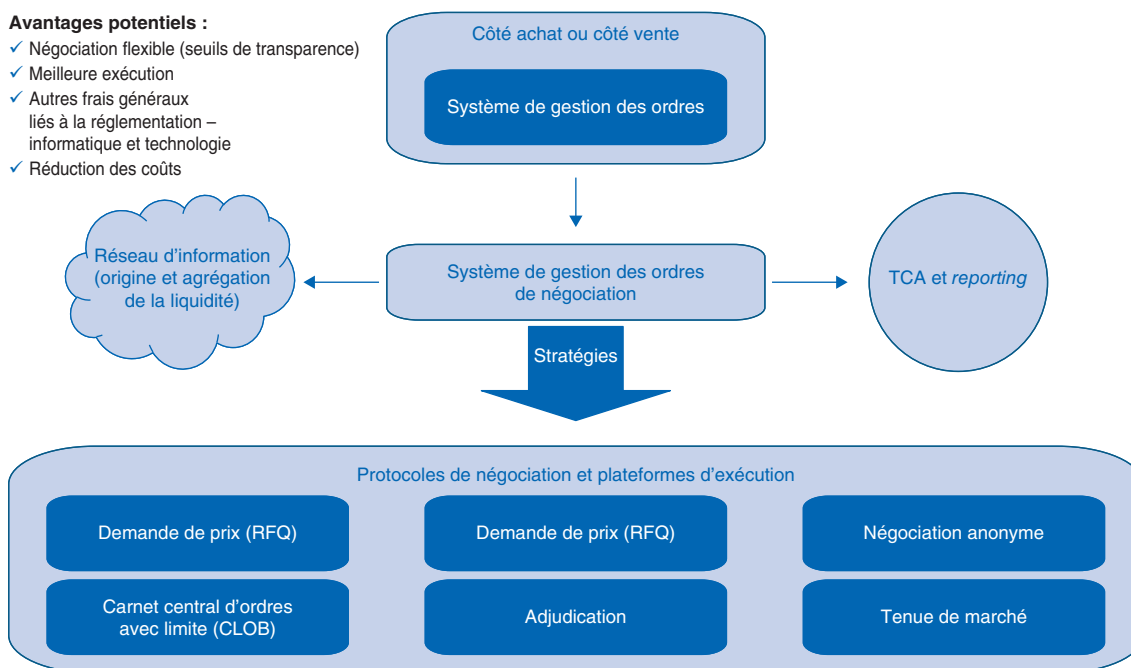 Avantages potentiels :
✓ Négociation flexible (seuils de transparence)
✓ Meilleure exécution
✓ Autres frais généraux
liés à la réglementation –
informatique et technologie
✓ Réduction des coûts
Côté achat ou côté vente
Système de gestion des ordres
Réseau d'information
(origine et agrégation
de la liquidité)
Système de gestion des ordres
de négociation
TCA et reporting
Stratégies
Protocoles de négociation et plateformes d'exécution
Demande de prix (RFQ)
Demande de prix (RFQ)
Négociation anonyme
Carnet central d'ordres
avec limite (CLOB)
Adjudication
Tenue de marché